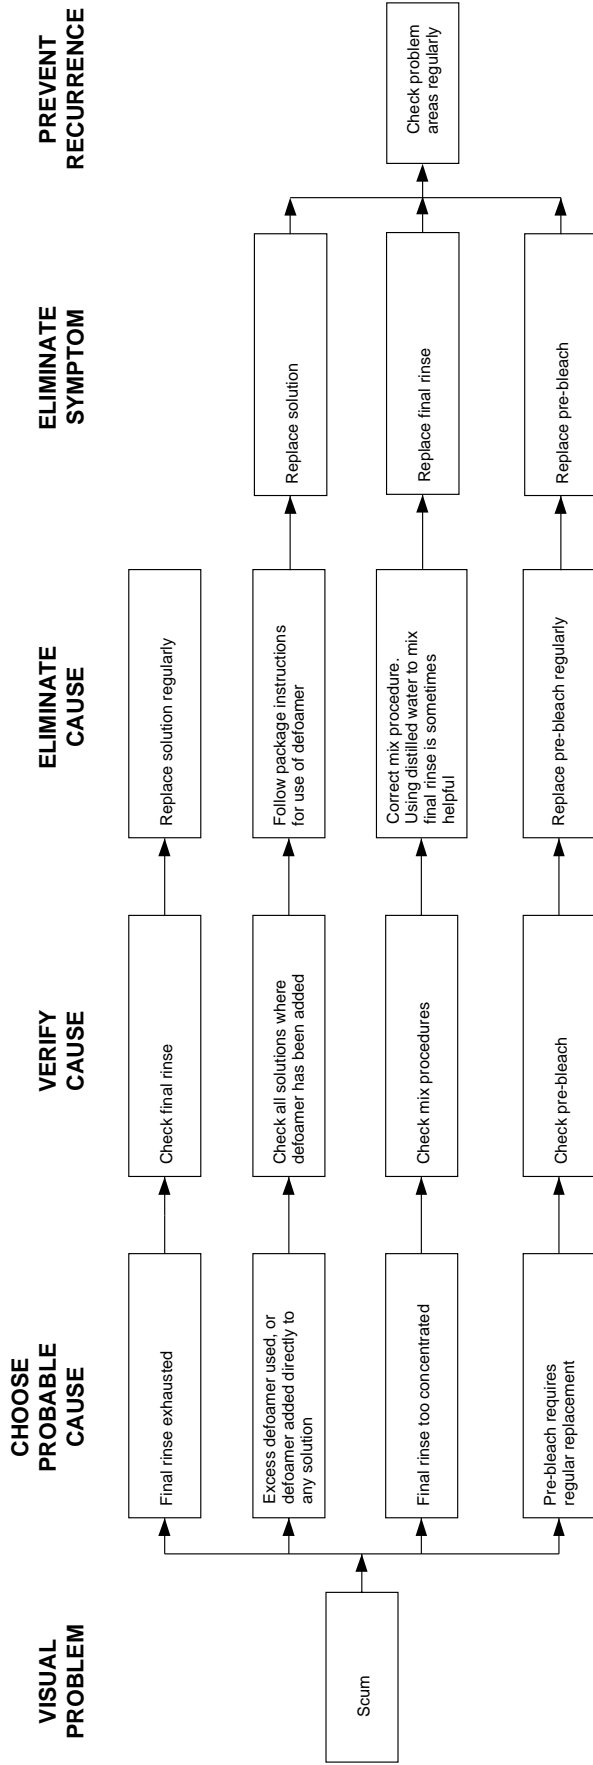 VISUAL
PROBLEM
CHOOSE
PROBABLE
CAUSE
VERIFY
CAUSE
ELIMINATE
CAUSE
ELIMINATE
SYMPTOM
PREVENT
RECURRENCE
Scum
Final rinse exhausted
Check final rinse
Replace solution regularly
Excess defoamer used, or
defoamer added directly to
any solution
Check all solutions where
defoamer has been added
Follow package instructions
for use of defoamer
Replace solution
Final rinse too concentrated
Check mix procedures
Correct mix procedure.
Using distilled water to mix
final rinse is sometimes
helpful
Replace final rinse
Check problem
areas regularly
Pre-bleach requires
regular replacement
Check pre-bleach
Replace pre-bleach regularly
Replace pre-bleach